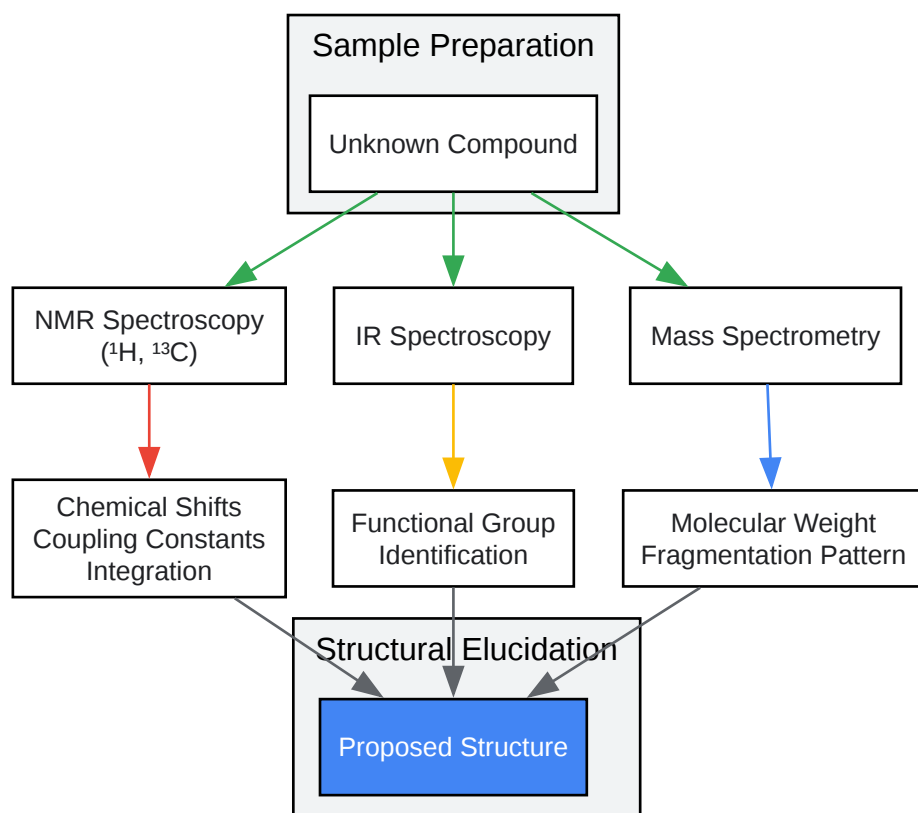 Sample Preparation
Unknown Compound
NMR Spectroscopy
(¹H, ¹³C)
IR Spectroscopy
Mass Spectrometry
Chemical Shifts
Coupling Constants
Integration
Functional Group
Identification
Molecular Weight
Fragmentation Pattern
Structural Elucidation
Proposed Structure